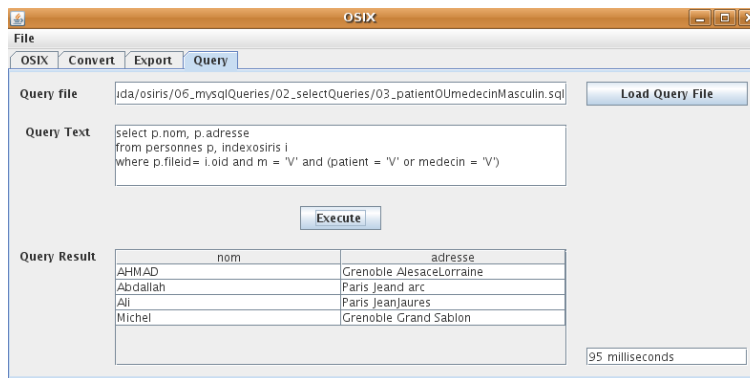 OSIX
File
OSIX Convert Export Query
Query file uda/osiris/06_mysqlQueries/02_selectQueries/03_patientOUmedecinMasculin.sql Load Query File
Query Text select p.nom, p.adresse
from personnes p, indexosiris i
where p.fileid= i.oid and m = 'V' and (patient = 'V' or medecin = 'V')
Execute
Query Result nom adresse
AHMAD Grenoble AlesaceLorraine
Abdallah Paris Jeand arc
Ali Paris JeanJaures
Michel Grenoble Grand Sablon
95 milliseconds